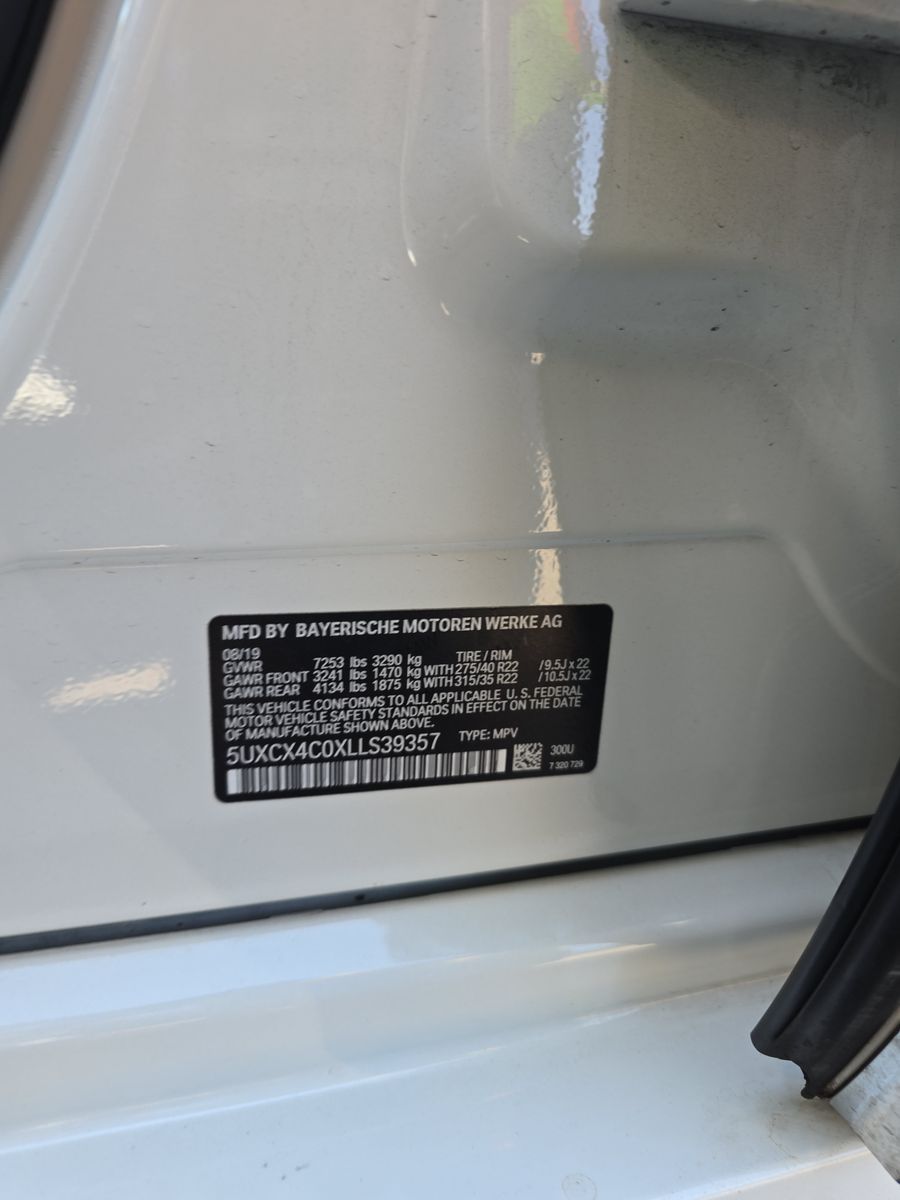 MFD BY BAYERISCHE MOTOREN WERKE AG
08/19 TIRE / RIM
GVWR 7253 lbs 3290 kg
GAWR FRONT 3241 lbs 1470 kg WITH 275/40 R22 / 9.5J x 22
GAWR REAR 4134 lbs 1875 kg WITH 315/35 R22 / 10.5J x 22
THIS VEHICLE CONFORMS TO ALL APPLICABLE U. S. FEDERAL
MOTOR VEHICLE SAFETY STANDARDS IN EFFECT ON THE DATE
OF MANUFACTURE SHOWN ABOVE.
5UXCX4C0XLLS39357 TYPE: MPV
300U
7 320 729